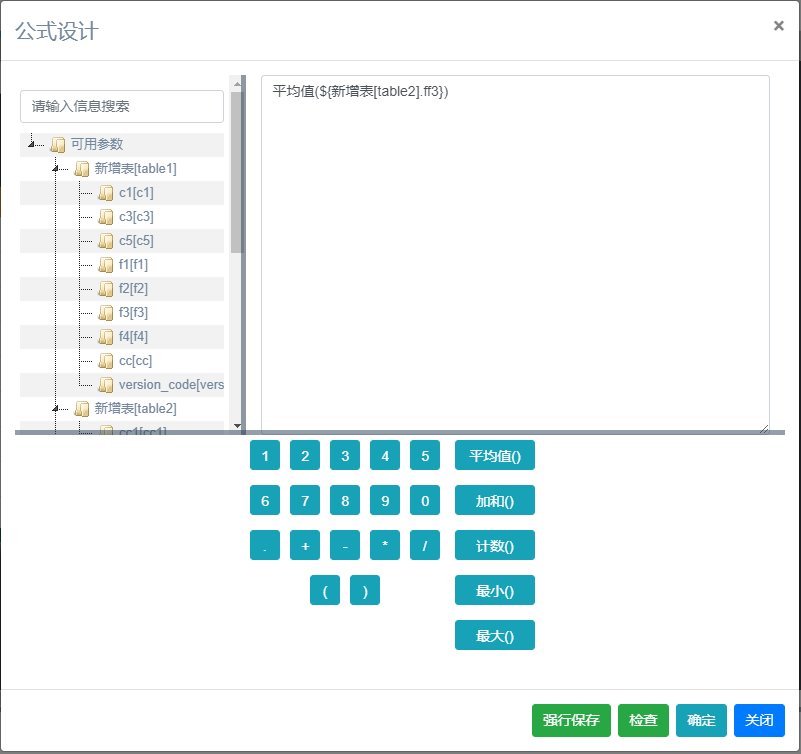 公式设计
×
请输入信息搜索
可用参数
新增表[table1]
c1[c1]
c3[c3]
c5[c5]
f1[f1]
f2[f2]
f3[f3]
f4[f4]
cc[cc]
version_code[vers
新增表[table2]
cc1[cc1]
平均值(${新增表[table2].ff3})
1 2 3 4 5 平均值()
6 7 8 9 0 加和()
. + - * / 计数()
( ) 最小()
最大()
强行保存 检查 确定 关闭